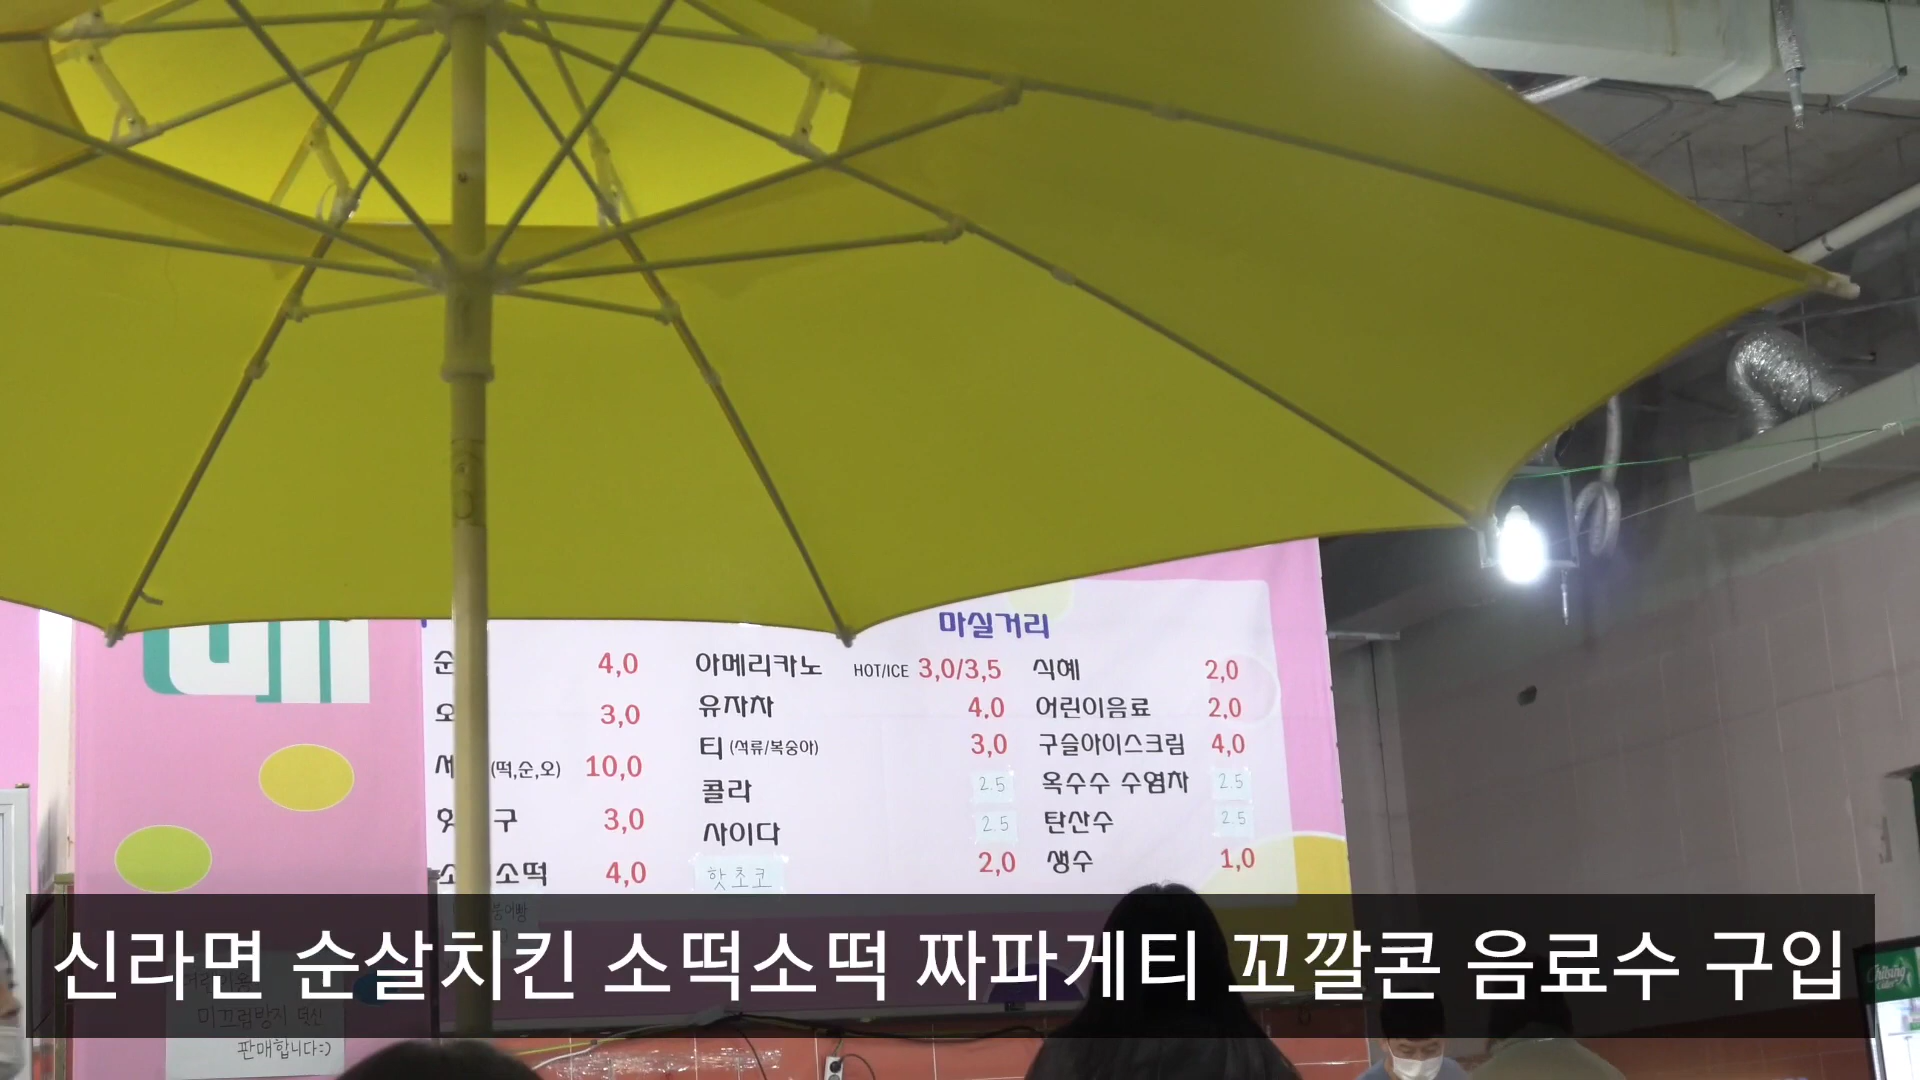 마실거리
4,0
3,0
(떡,순,오) 10,0
구 3,0
소떡 4,0
아메리카노 HOT/ICE 3,0/3,5
유자차 4,0
티 (석류/복숭아) 3,0
콜라 2.5
사이다 2.5
핫초코 2,0
식혜 2,0
어린이음료 2,0
구슬아이스크림 4,0
옥수수 수염차 2.5
탄산수 2.5
생수 1,0
붕어빵
미끄럼방지 덧신
판매합니다:)
신라면 순살치킨 소떡소떡 짜파게티 꼬깔콘 음료수 구입
Chilsung
Cider